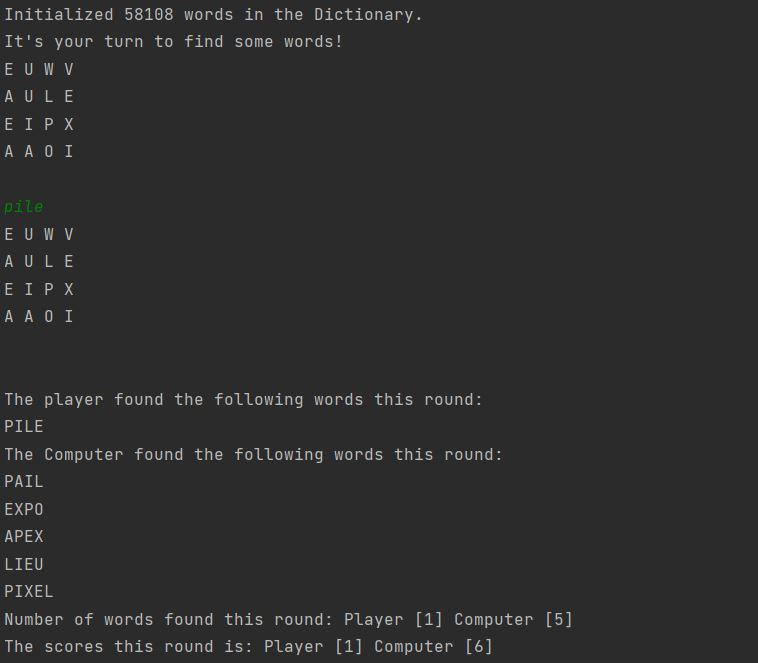 Initialized 58108 words in the Dictionary.
It's your turn to find some words!
E U W V
A U L E
E I P X
A A O I
pile
E U W V
A U L E
E I P X
A A O I
The player found the following words this round:
PILE
The Computer found the following words this round:
PAIL
EXPO
APEX
LIEU
PIXEL
Number of words found this round: Player [1] Computer [5]
The scores this round is: Player [1] Computer [6]